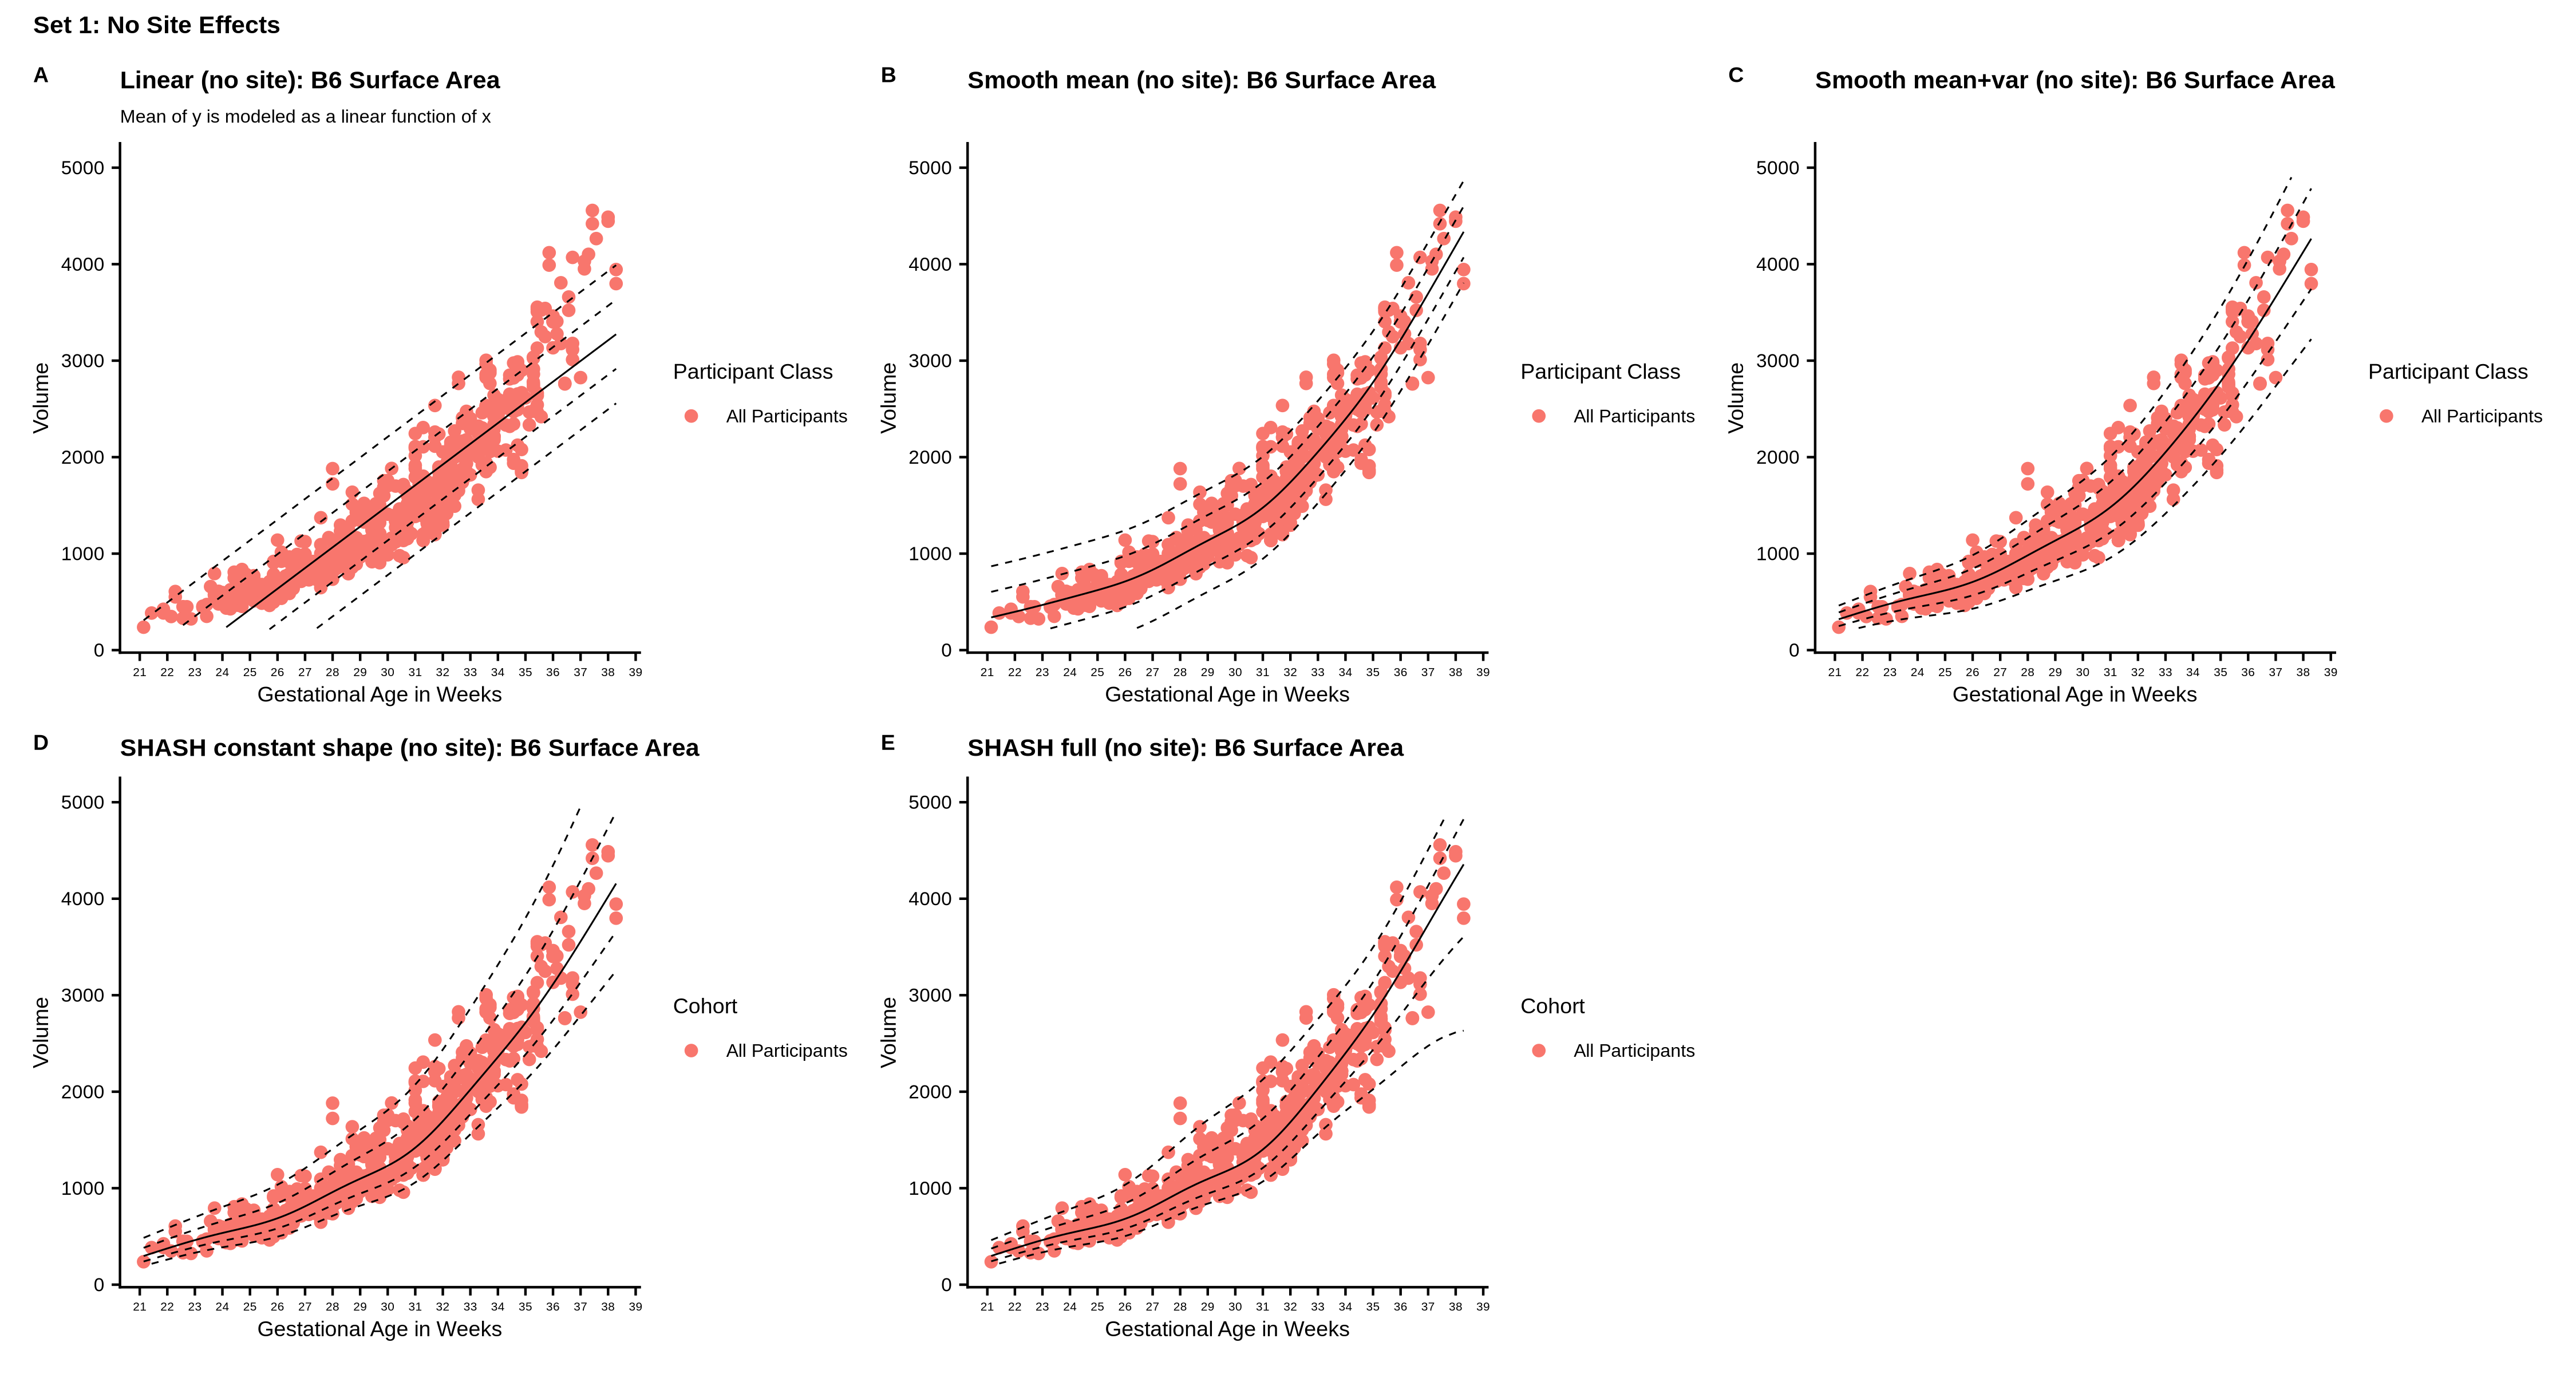 Set 1: No Site Effects
A
Linear (no site): B6 Surface Area
Mean of y is modeled as a linear function of x
5000
4000
3000
2000
1000
0
Volume
21 22 23 24 25 26 27 28 29 30 31 32 33 34 35 36 37 38 39
Gestational Age in Weeks
Participant Class
All Participants
B
Smooth mean (no site): B6 Surface Area
5000
4000
3000
2000
1000
0
Volume
21 22 23 24 25 26 27 28 29 30 31 32 33 34 35 36 37 38 39
Gestational Age in Weeks
Participant Class
All Participants
C
Smooth mean+var (no site): B6 Surface Area
5000
4000
3000
2000
1000
0
Volume
21 22 23 24 25 26 27 28 29 30 31 32 33 34 35 36 37 38 39
Gestational Age in Weeks
Participant Class
All Participants
D
SHASH constant shape (no site): B6 Surface Area
5000
4000
3000
2000
1000
0
Volume
21 22 23 24 25 26 27 28 29 30 31 32 33 34 35 36 37 38 39
Gestational Age in Weeks
Cohort
All Participants
E
SHASH full (no site): B6 Surface Area
5000
4000
3000
2000
1000
0
Volume
21 22 23 24 25 26 27 28 29 30 31 32 33 34 35 36 37 38 39
Gestational Age in Weeks
Cohort
All Participants